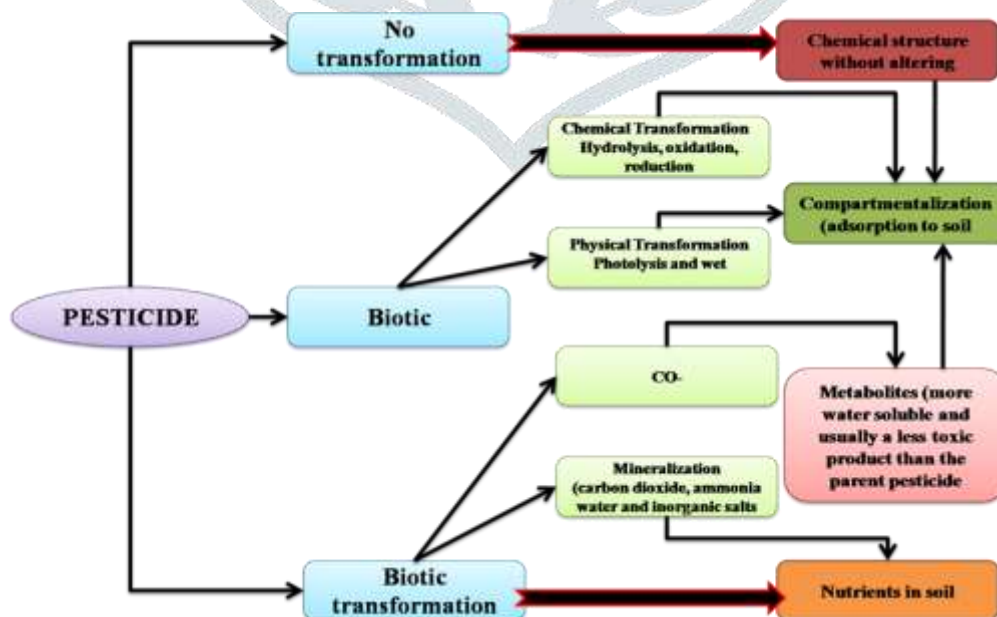 No
transformation
Chemical structure
without altering
Chemical Transformation
Hydrolysis, oxidation,
reduction
Compartmentalization
(adsorption to soil
Physical Transformation
Photolysis and wet
PESTICIDE
Biotic
CO-
Metabolites (more
water soluble and
usually a less toxic
product than the
parent pesticide
Mineralization
(carbon dioxide, ammonia
water and inorganic salts
Biotic
transformation
Nutrients in soil